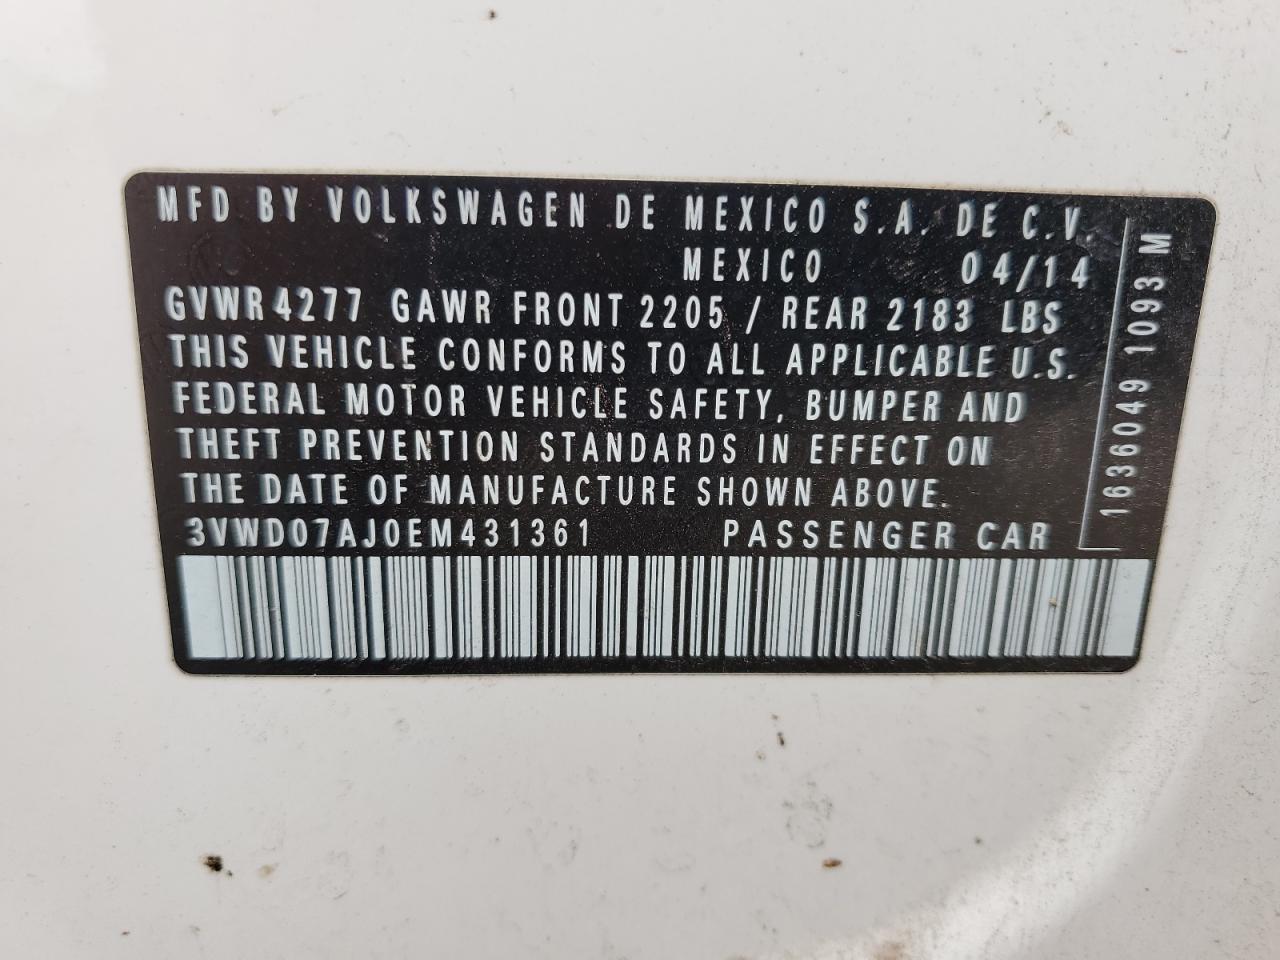 MFD BY VOLKSWAGEN DE MEXICO S.A. DE C.V.
MEXICO 04/14
GVWR 4277 GAWR FRONT 2205 / REAR 2183 LBS
THIS VEHICLE CONFORMS TO ALL APPLICABLE U.S.
FEDERAL MOTOR VEHICLE SAFETY, BUMPER AND
THEFT PREVENTION STANDARDS IN EFFECT ON
THE DATE OF MANUFACTURE SHOWN ABOVE.
3VWD07AJ0EM431361 PASSENGER CAR
1636049 1093 M